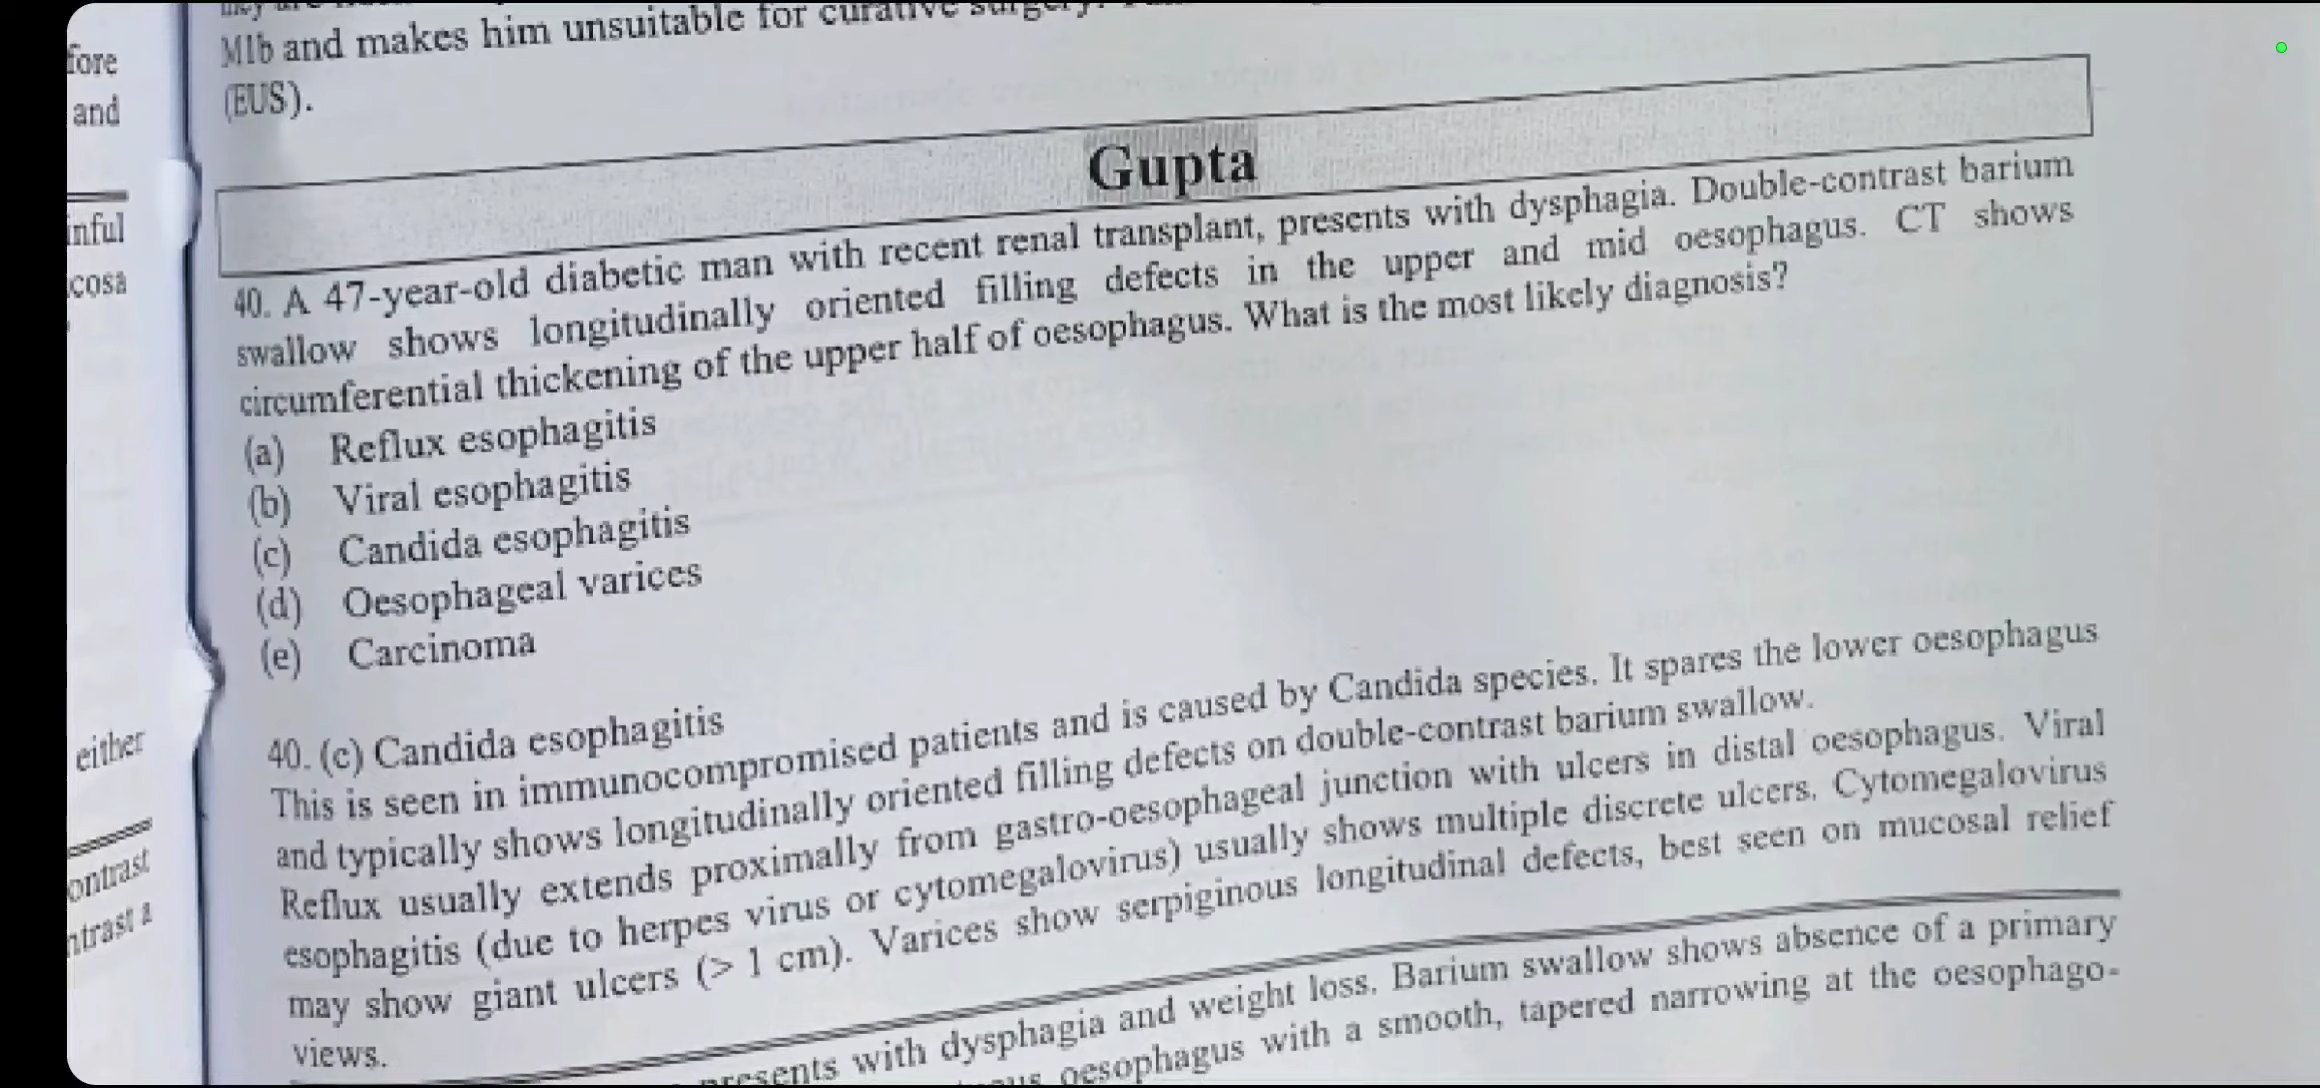 MIb and makes him unsuitable for curative surgery.
(EUS).
Gupta
40. A 47-year-old diabetic man with recent renal transplant, presents with dysphagia. Double-contrast barium
swallow shows longitudinally oriented filling defects in the upper and mid oesophagus. CT shows
circumferential thickening of the upper half of oesophagus. What is the most likely diagnosis?
(a) Reflux esophagitis
(b) Viral esophagitis
(c) Candida esophagitis
(d) Oesophageal varices
(e) Carcinoma
40. (c) Candida esophagitis
This is seen in immunocompromised patients and is caused by Candida species. It spares the lower oesophagus
and typically shows longitudinally oriented filling defects on double-contrast barium swallow.
Reflux usually extends proximally from gastro-oesophageal junction with ulcers in distal oesophagus. Viral
esophagitis (due to herpes virus or cytomegalovirus) usually shows multiple discrete ulcers. Cytomegalovirus
may show giant ulcers (> 1 cm). Varices show serpiginous longitudinal defects, best seen on mucosal relief
views.
presents with dysphagia and weight loss. Barium swallow shows absence of a primary
oesophagus with a smooth, tapered narrowing at the oesophago-
fore
and
inful
cosa
either
ontrast
ntrast a